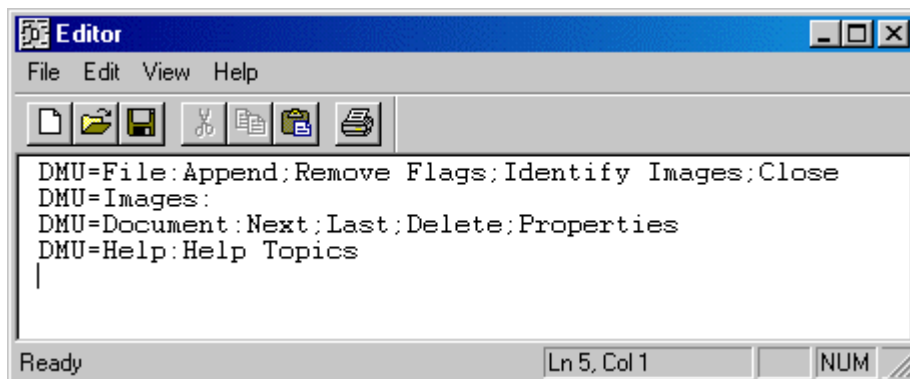 Editor
File Edit View Help
DMU=File:Append;Remove Flags;Identify Images;Close
DMU=Images:
DMU=Document:Next;Last;Delete;Properties
DMU=Help:Help Topics
Ready Ln 5, Col 1 NUM